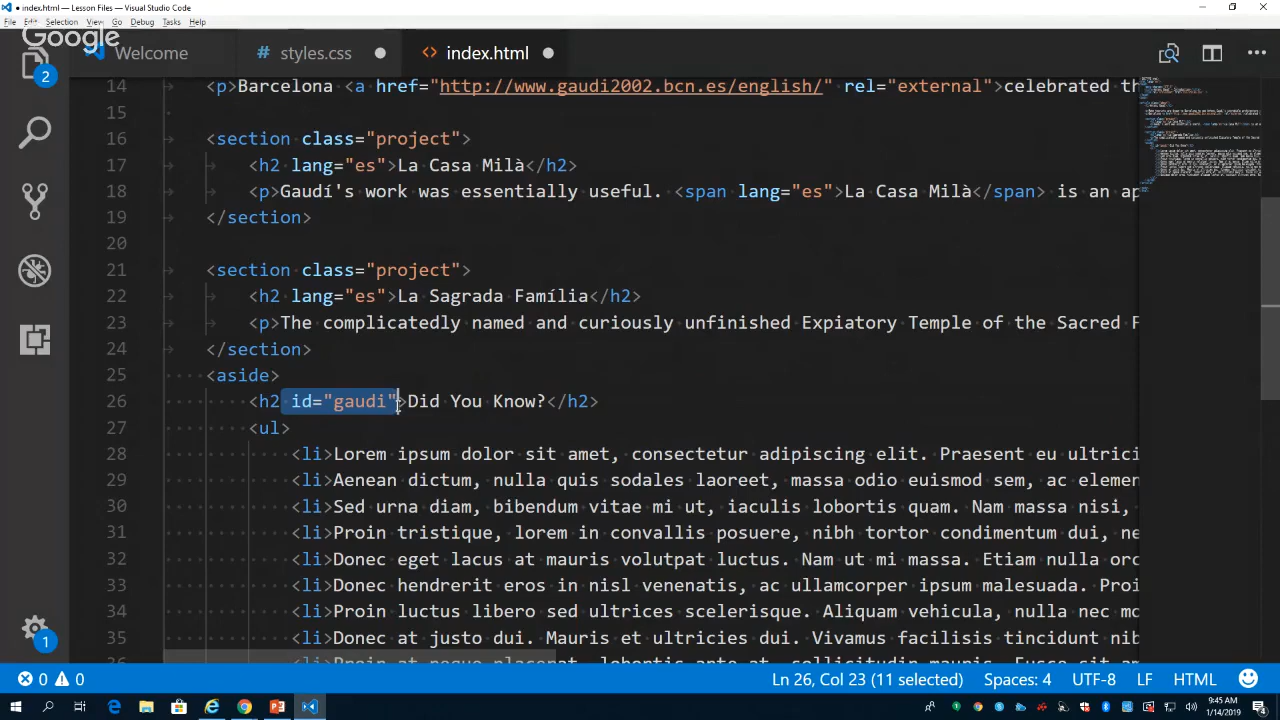 index.html - Lesson Files - Visual Studio Code
File Edit Selection View Go Debug Tasks Help
Google
Welcome
# styles.css
<> index.html
2
14 <p>Barcelona <a href="http://www.gaudi2002.bcn.es/english/" rel="external">celebrated th
15
16 <section class="project">
17 <h2 lang="es">La Casa Milà</h2>
18 <p>Gaudí's work was essentially useful. <span lang="es">La Casa Milà</span> is an ap
19 </section>
20
21 <section class="project">
22 <h2 lang="es">La Sagrada Família</h2>
23 <p>The complicatedly named and curiously unfinished Expiatory Temple of the Sacred F
24 </section>
25 <aside>
26 <h2 id="gaudi">Did You Know?</h2>
27 <ul>
28 <li>Lorem ipsum dolor sit amet, consectetur adipiscing elit. Praesent eu ultrici
29 <li>Aenean dictum, nulla quis sodales laoreet, massa odio euismod sem, ac elemen
30 <li>Sed urna diam, bibendum vitae mi ut, iaculis lobortis quam. Nam massa nisi,
31 <li>Proin tristique, lorem in convallis posuere, nibh tortor condimentum dui, ne
32 <li>Donec eget lacus at mauris volutpat luctus. Nam ut mi massa. Etiam nulla orc
33 <li>Donec hendrerit eros in nisl venenatis, ac ullamcorper ipsum malesuada. Proi
34 <li>Proin luctus libero sed ultrices scelerisque. Aliquam vehicula, nulla nec mo
35 <li>Donec at justo dui. Mauris et ultricies dui. Vivamus facilisis tincidunt nib
1
0 0 Ln 26, Col 23 (11 selected) Spaces: 4 UTF-8 LF HTML
9:45 AM
1/14/2019
4